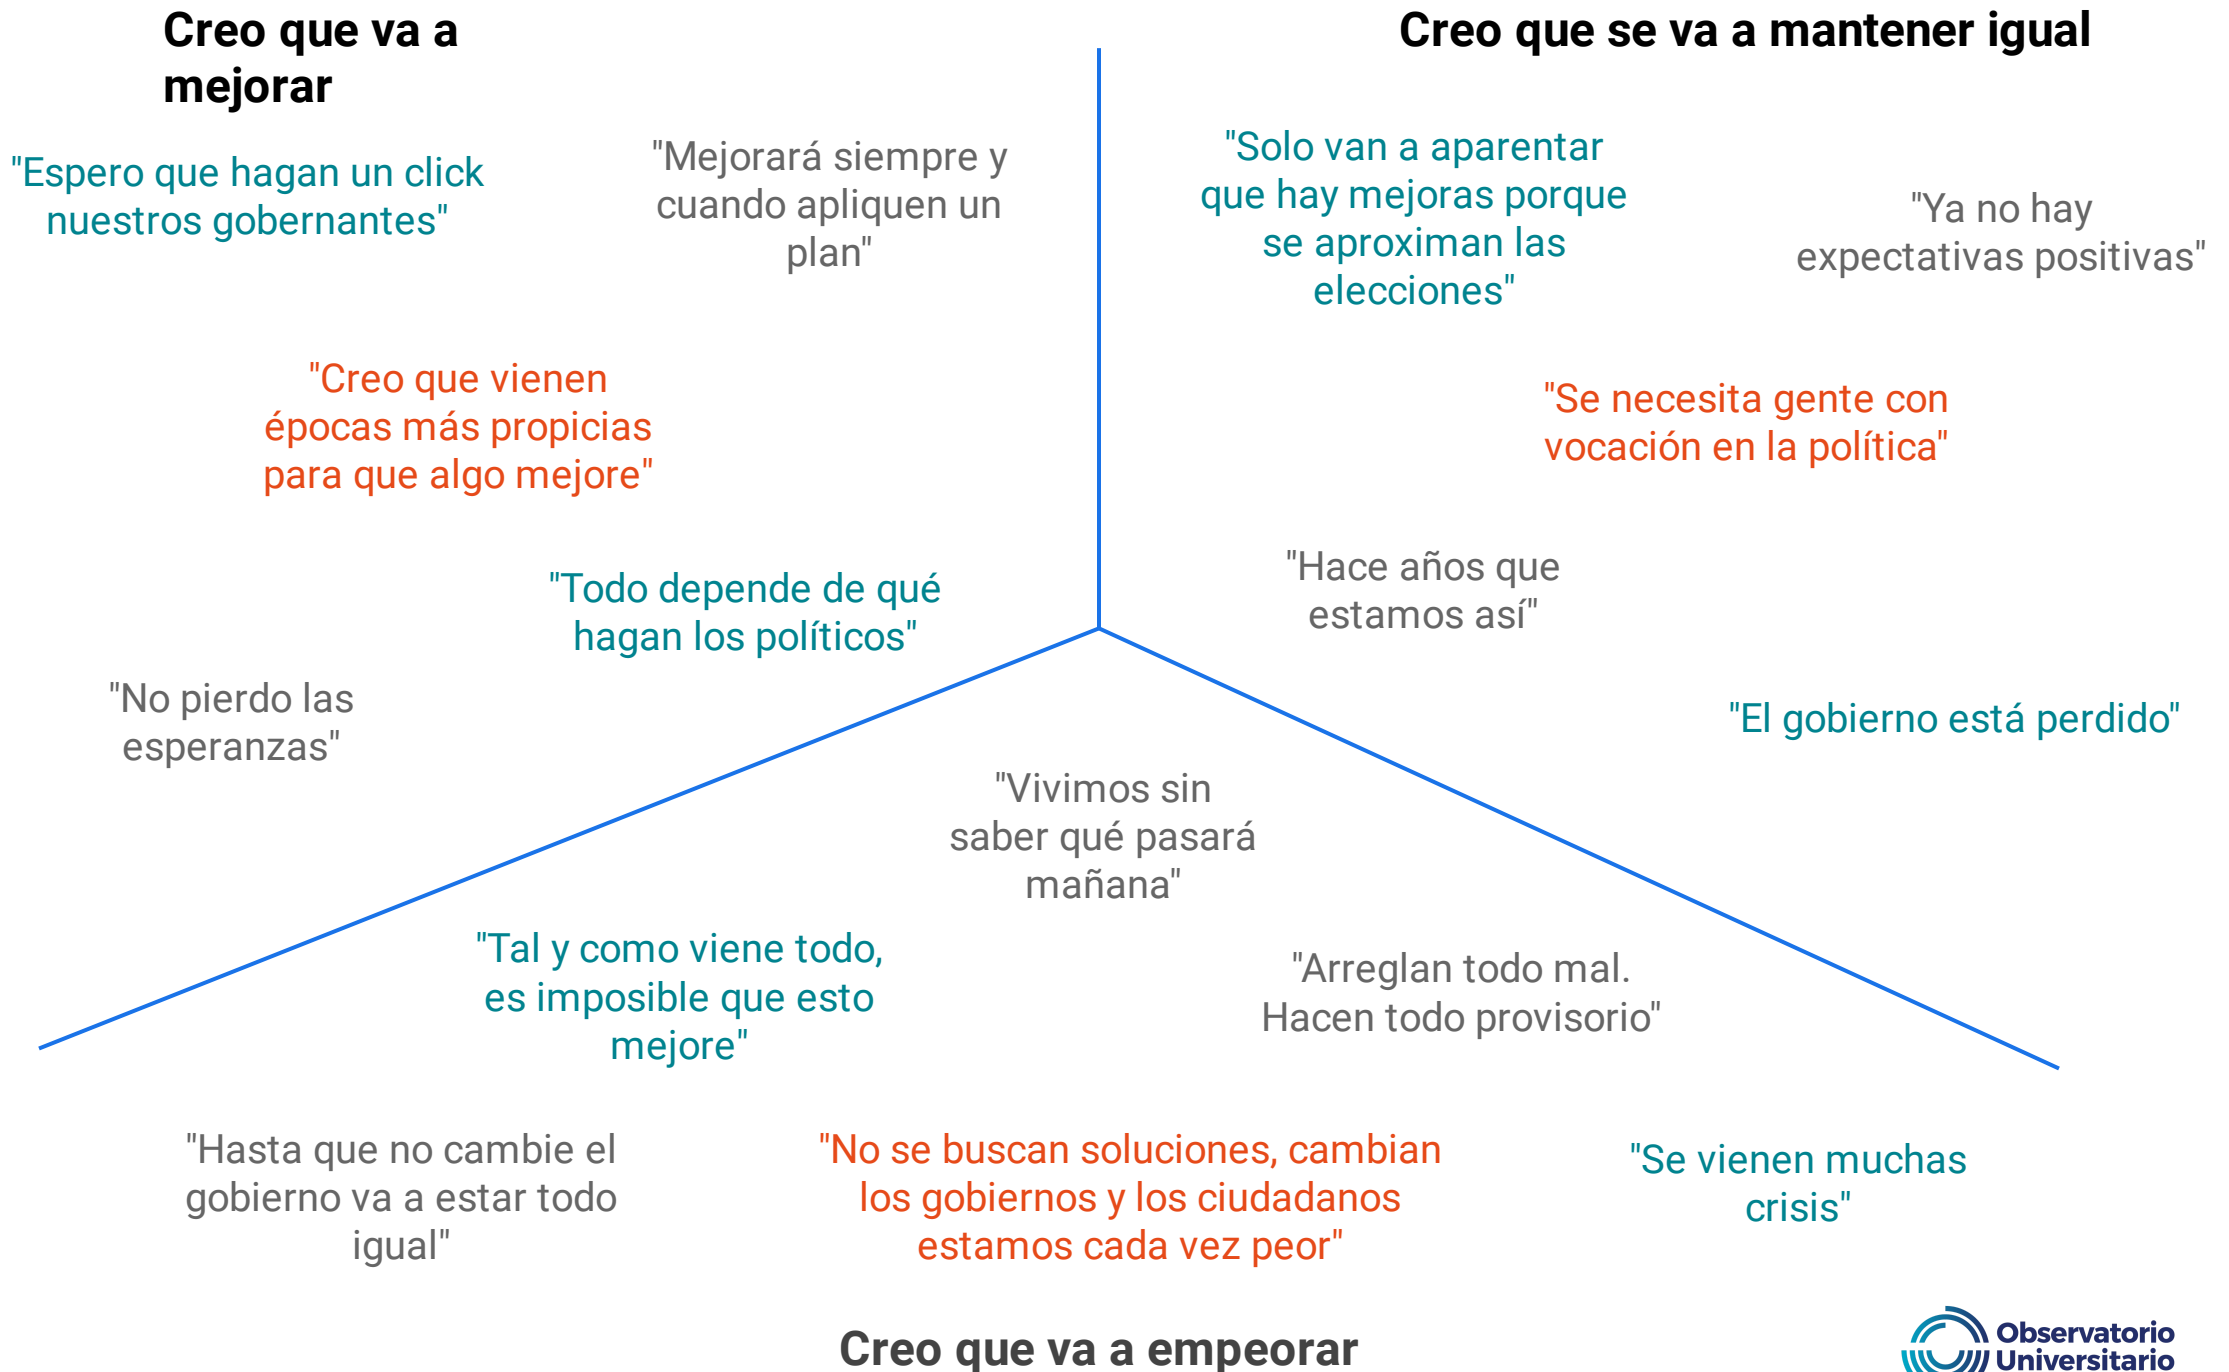 Creo que va a
mejorar
"Espero que hagan un click
nuestros gobernantes"
"Mejorará siempre y
cuando apliquen un
plan"
"Creo que vienen
épocas más propicias
para que algo mejore"
"Todo depende de qué
hagan los políticos"
"No pierdo las
esperanzas"
Creo que se va a mantener igual
"Solo van a aparentar
que hay mejoras porque
se aproximan las
elecciones"
"Ya no hay
expectativas positivas"
"Se necesita gente con
vocación en la política"
"Hace años que
estamos así"
"El gobierno está perdido"
"Vivimos sin
saber qué pasará
mañana"
"Tal y como viene todo,
es imposible que esto
mejore"
"Arreglan todo mal.
Hacen todo provisorio"
"Hasta que no cambie el
gobierno va a estar todo
igual"
"No se buscan soluciones, cambian
los gobiernos y los ciudadanos
estamos cada vez peor"
"Se vienen muchas
crisis"
Creo que va a empeorar
Observatorio
Universitario